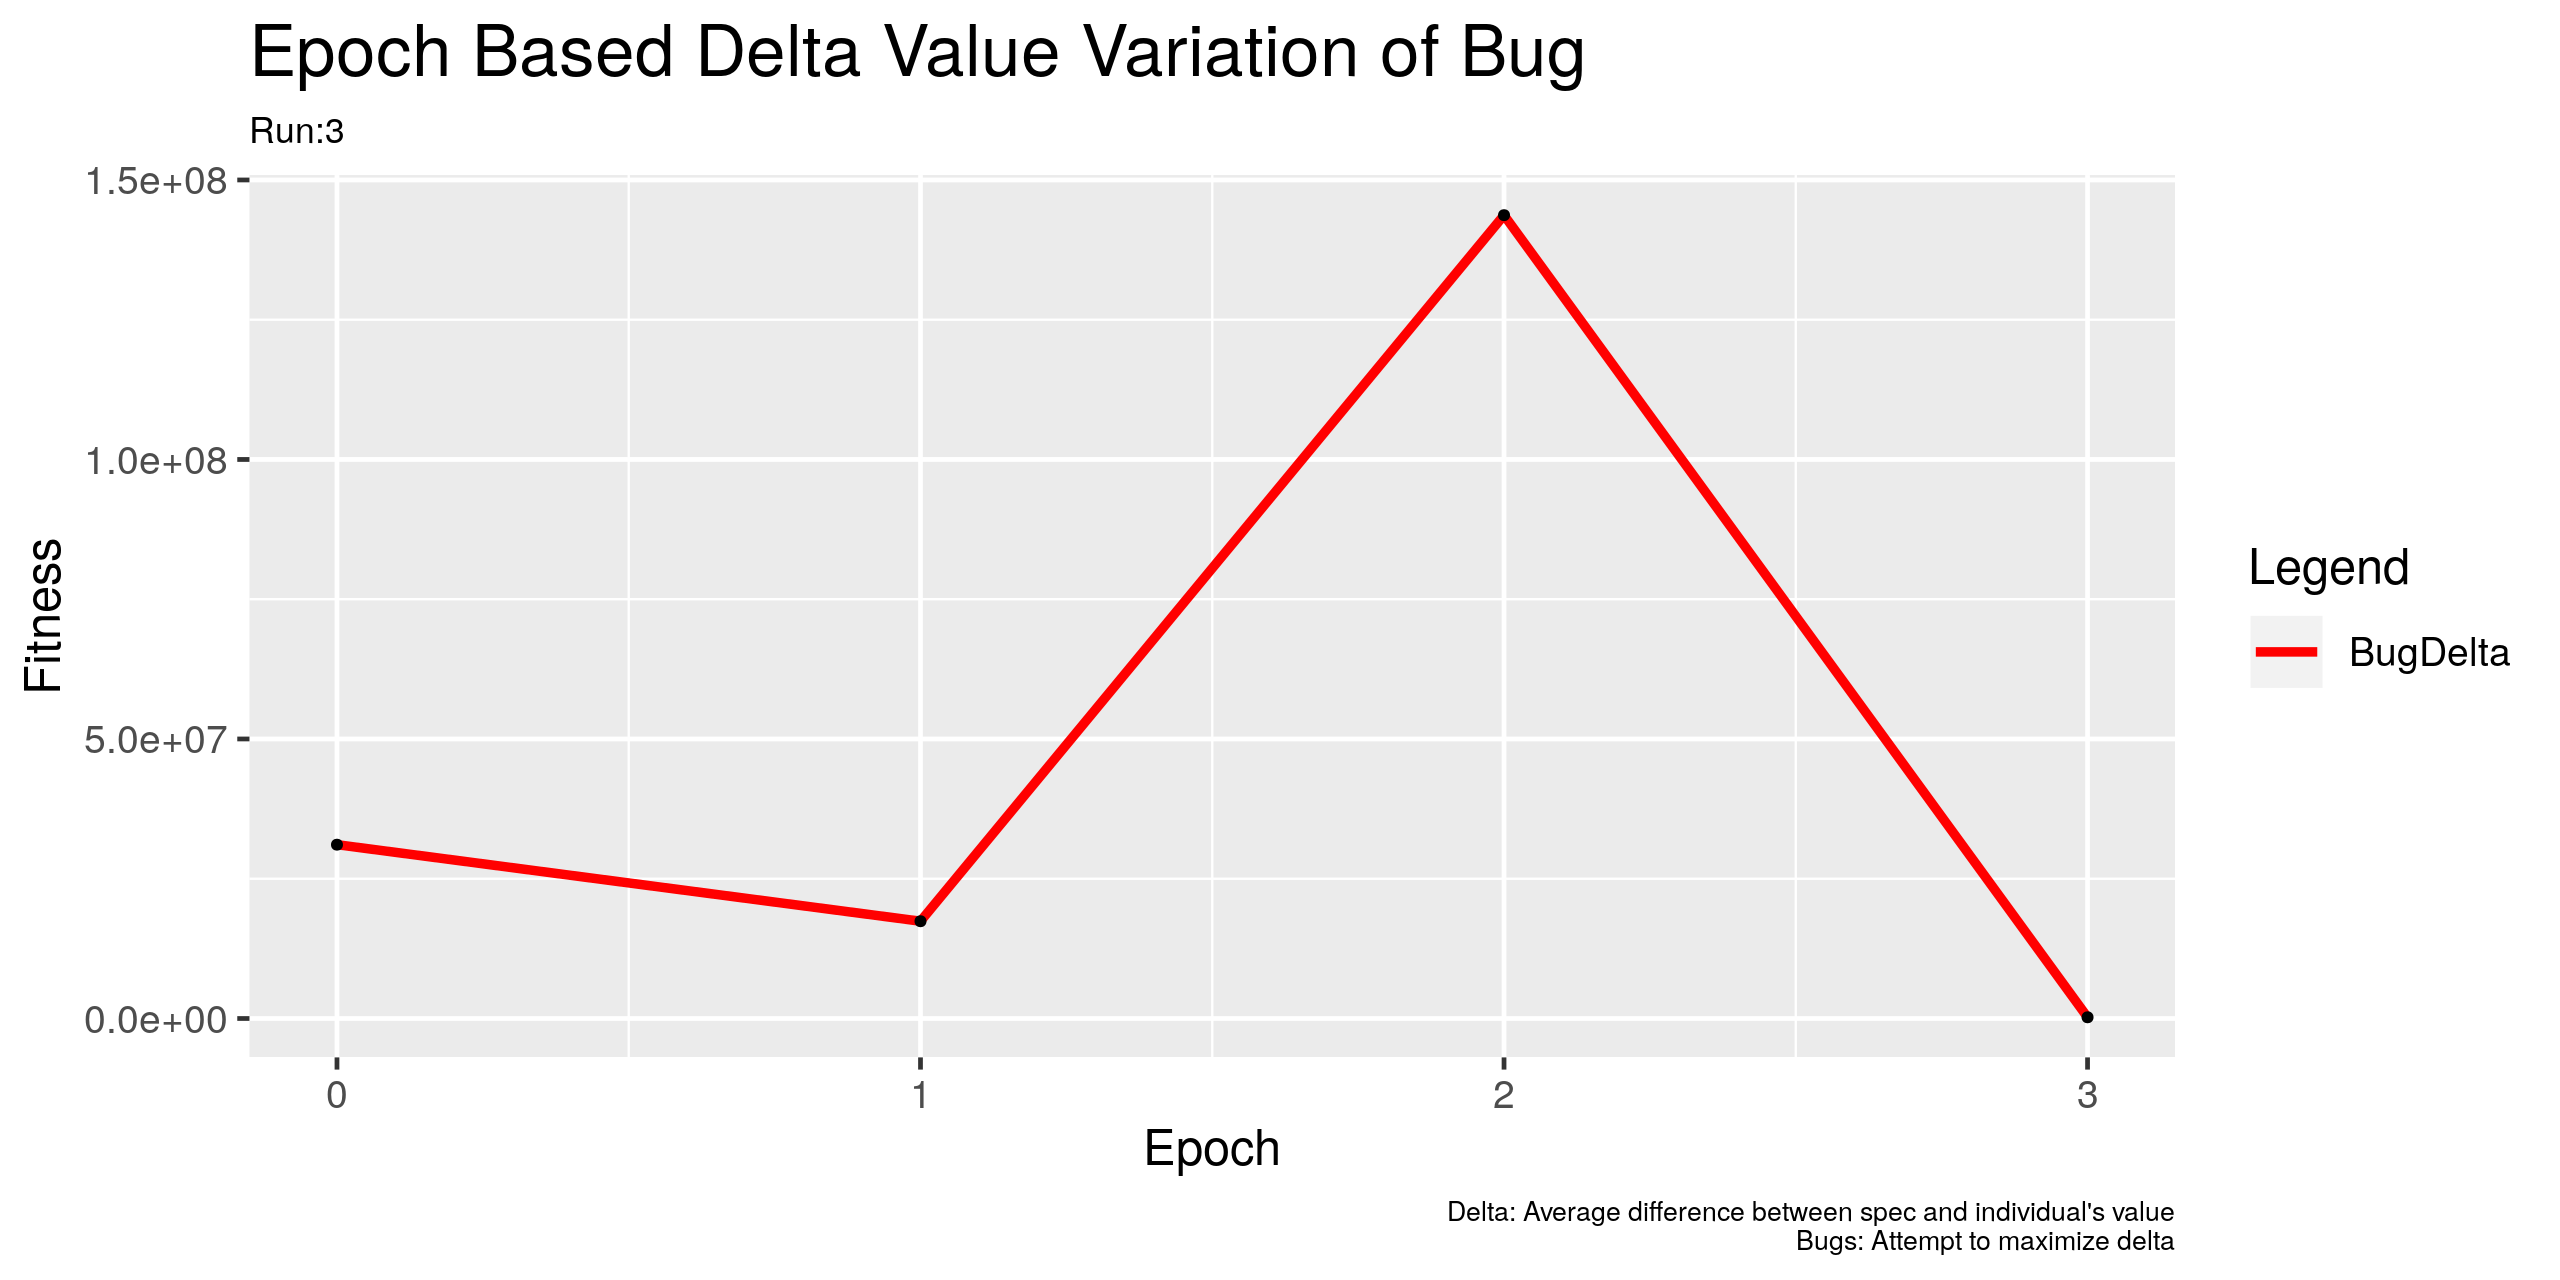 Epoch Based Delta Value Variation of Bug
Run:3
1.5e+08
1.0e+08
5.0e+07
0.0e+00
Fitness
0 1 2 3
Epoch
Legend
BugDelta
Delta: Average difference between spec and individual's value
Bugs: Attempt to maximize delta